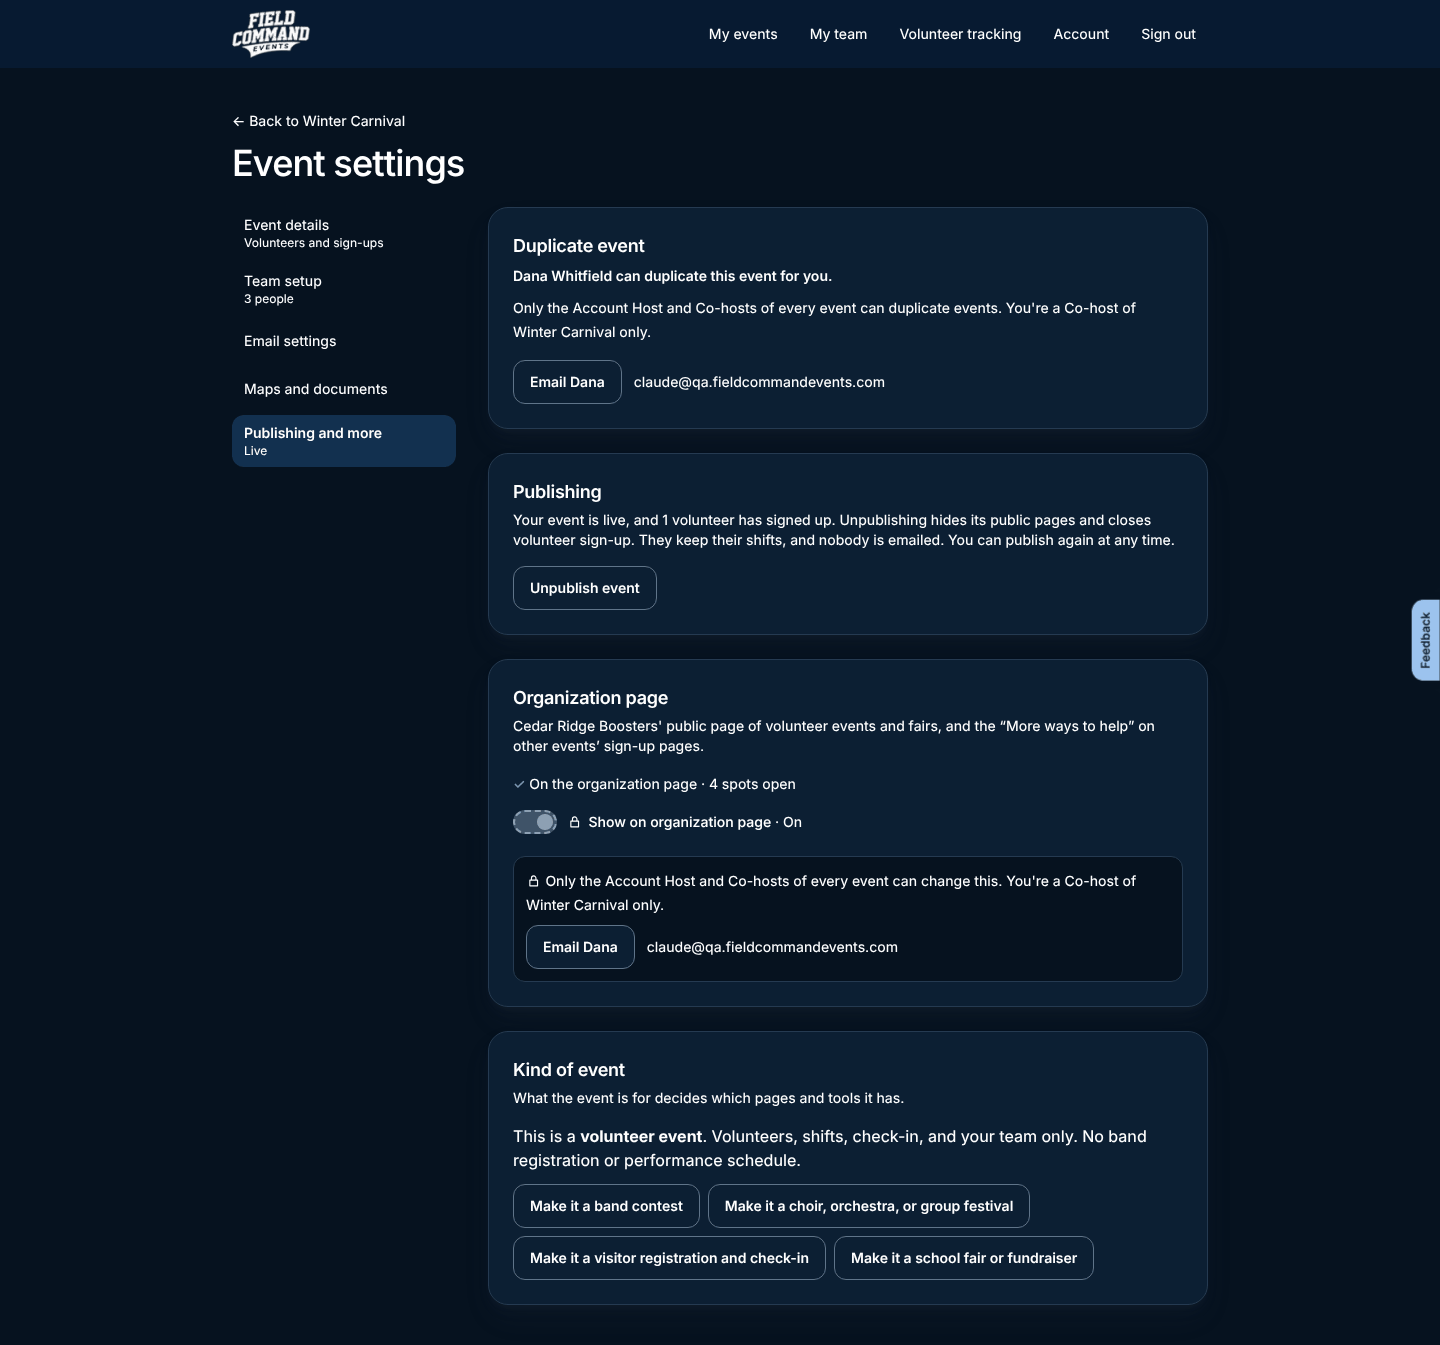 FIELD
COMMAND
EVENTS
My events
My team
Volunteer tracking
Account
Sign out
← Back to Winter Carnival
Event settings
Event details
Volunteers and sign-ups
Team setup
3 people
Email settings
Maps and documents
Publishing and more
Live
Duplicate event
Dana Whitfield can duplicate this event for you.
Only the Account Host and Co-hosts of every event can duplicate events. You're a Co-host of
Winter Carnival only.
Email Dana
claude@qa.fieldcommandevents.com
Publishing
Your event is live, and 1 volunteer has signed up. Unpublishing hides its public pages and closes
volunteer sign-up. They keep their shifts, and nobody is emailed. You can publish again at any time.
Unpublish event
Organization page
Cedar Ridge Boosters' public page of volunteer events and fairs, and the “More ways to help” on
other events’ sign-up pages.
✓ On the organization page · 4 spots open
Show on organization page · On
Only the Account Host and Co-hosts of every event can change this. You're a Co-host of
Winter Carnival only.
Email Dana
claude@qa.fieldcommandevents.com
Kind of event
What the event is for decides which pages and tools it has.
This is a volunteer event. Volunteers, shifts, check-in, and your team only. No band
registration or performance schedule.
Make it a band contest
Make it a choir, orchestra, or group festival
Make it a visitor registration and check-in
Make it a school fair or fundraiser
Feedback